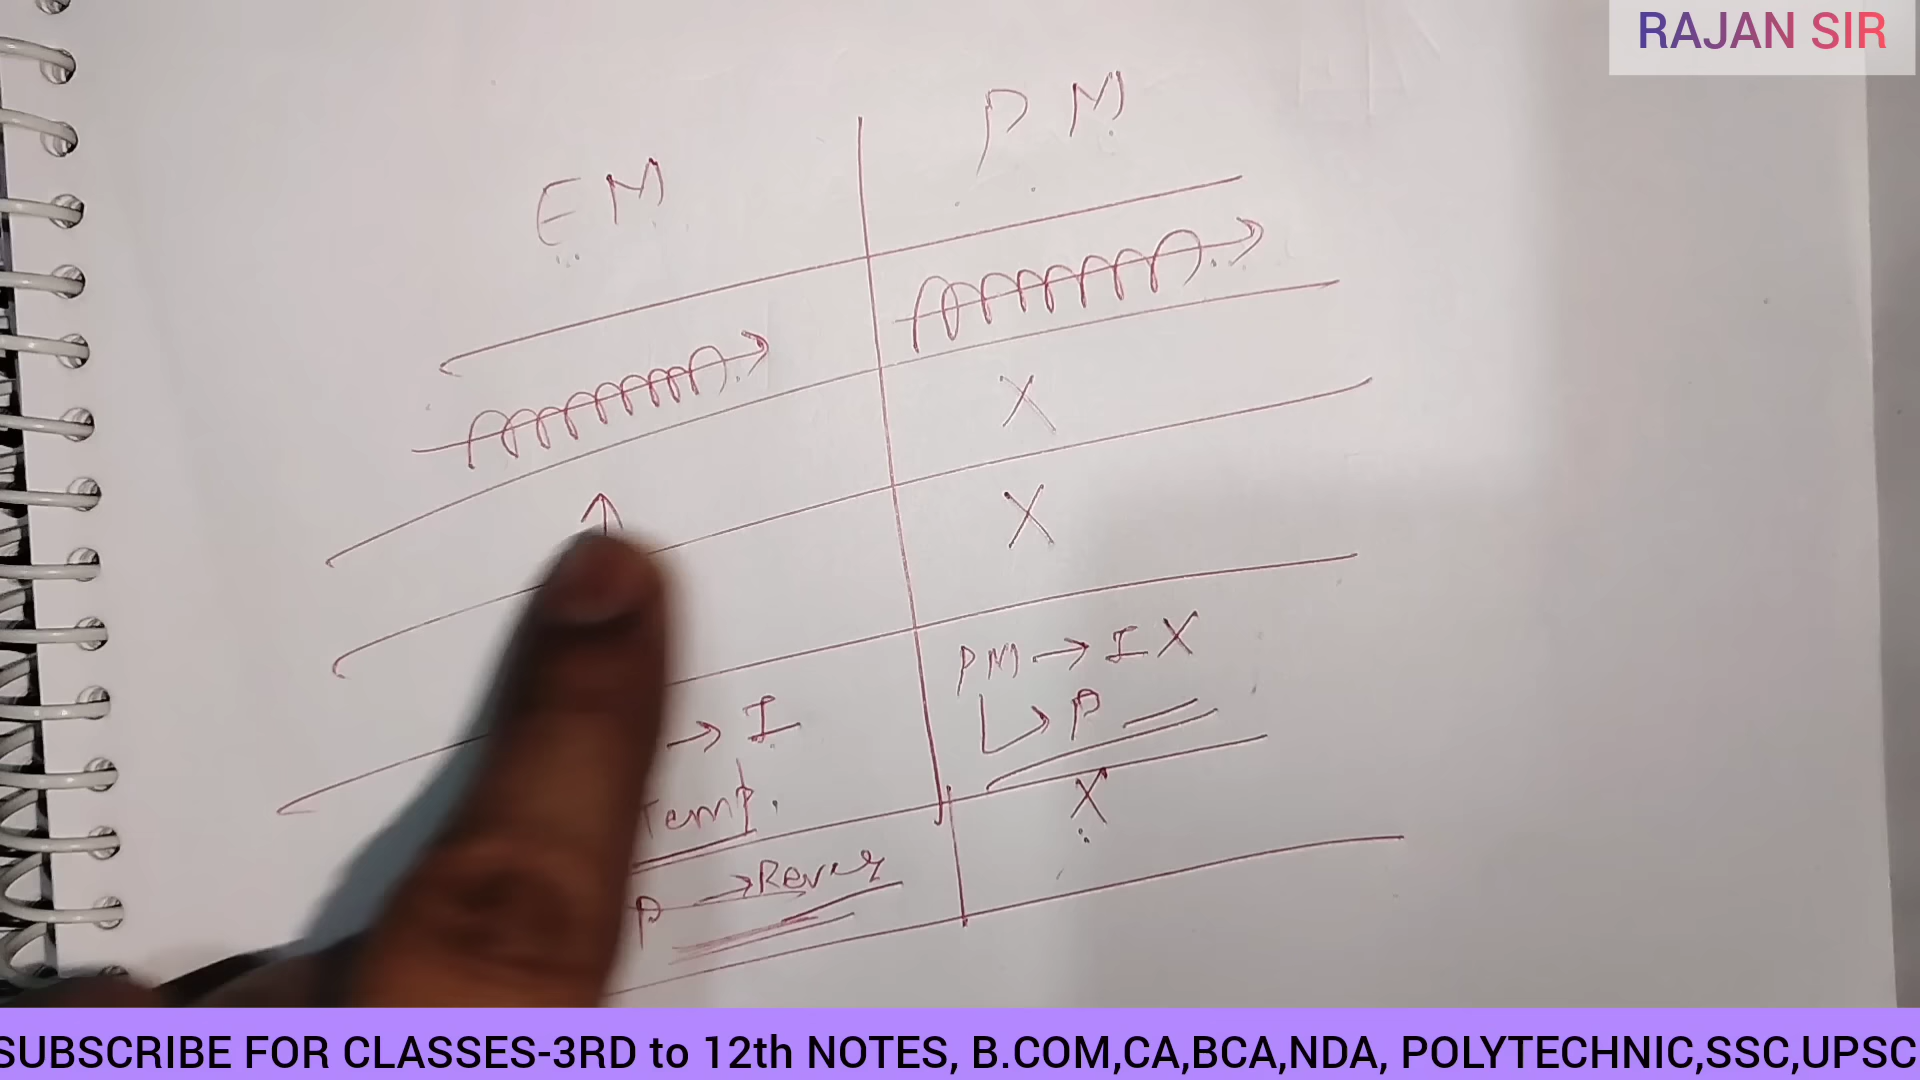 RAJAN SIR
EM PM
X
X
PM → I X
→ P
→ I
Temp.
X
P →
SUBSCRIBE FOR CLASSES-3RD to 12th NOTES, B.COM,CA,BCA,NDA, POLYTECHNIC,SSC,UPSC